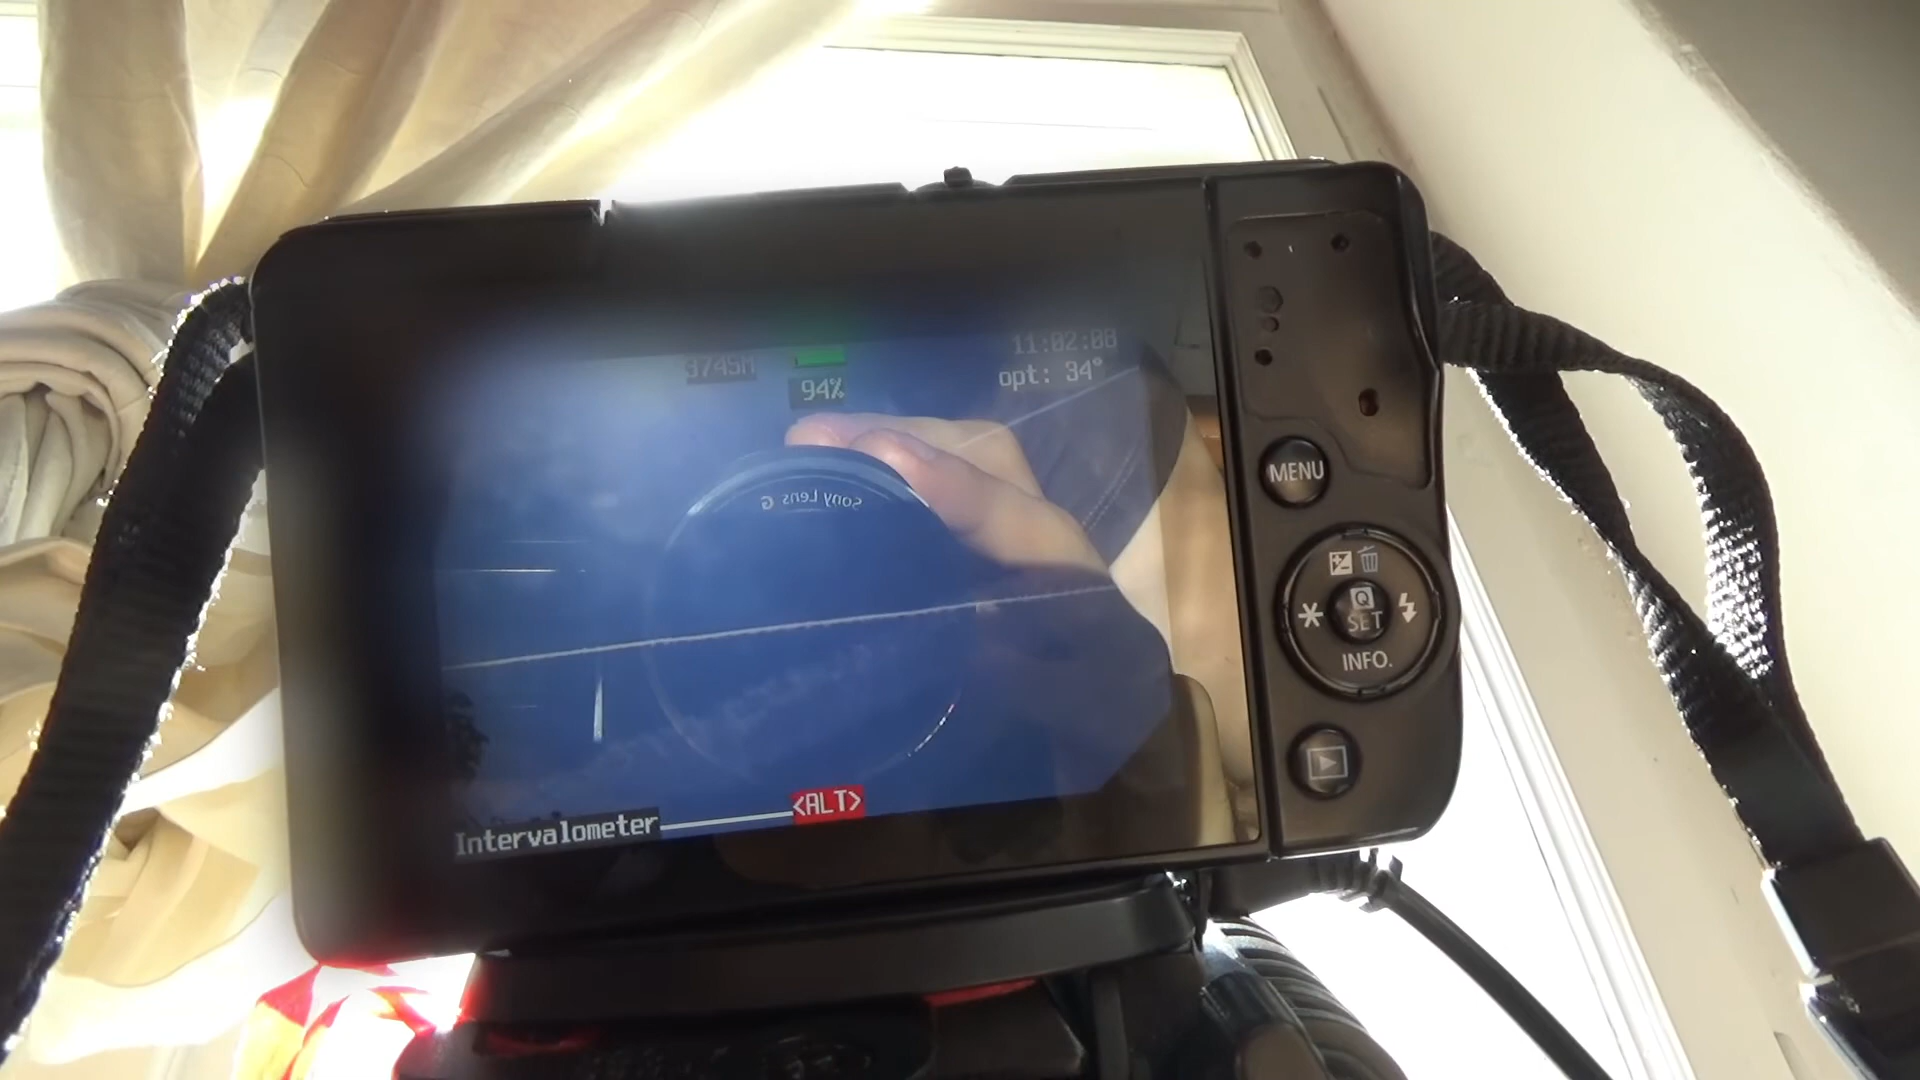 11:02:08
3745M
opt: 34°
94%
Sony Lens G
MENU
Q
SET
INFO.
<ALT>
Intervalometer